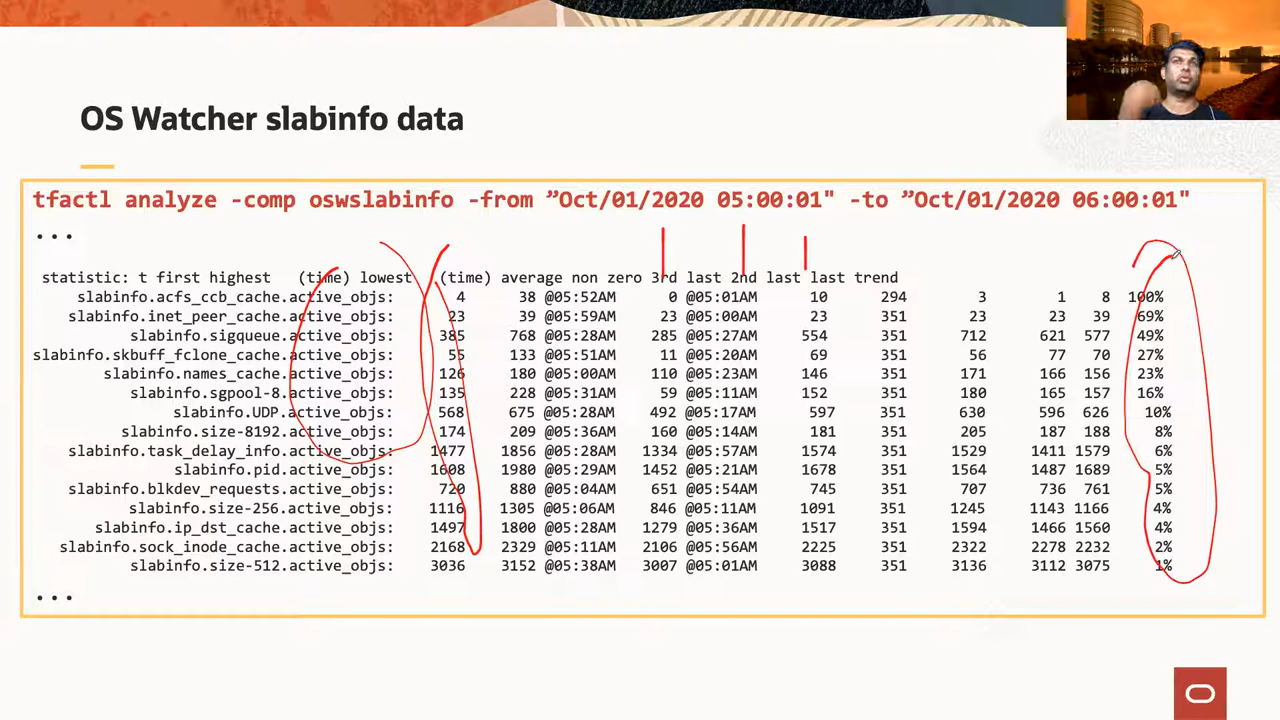 OS Watcher slabinfo data
tfactl analyze -comp oswslabinfo -from ”Oct/01/2020 05:00:01" -to ”Oct/01/2020 06:00:01"
...
statistic: t first highest (time) lowest (time) average non zero 3rd last 2nd last last trend
slabinfo.acfs_ccb_cache.active_objs: 4 38 @05:52AM 0 @05:01AM 10 294 3 1 8 100%
slabinfo.inet_peer_cache.active_objs: 23 39 @05:59AM 23 @05:00AM 23 351 23 23 39 69%
slabinfo.sigqueue.active_objs: 385 768 @05:28AM 285 @05:27AM 554 351 712 621 577 49%
slabinfo.skbuff_fclone_cache.active_objs: 55 133 @05:51AM 11 @05:20AM 69 351 56 77 70 27%
slabinfo.names_cache.active_objs: 126 180 @05:00AM 110 @05:23AM 146 351 171 166 156 23%
slabinfo.sgpool-8.active_objs: 135 228 @05:31AM 59 @05:11AM 152 351 180 165 157 16%
slabinfo.UDP.active_objs: 568 675 @05:28AM 492 @05:17AM 597 351 630 596 626 10%
slabinfo.size-8192.active_objs: 174 209 @05:36AM 160 @05:14AM 181 351 205 187 188 8%
slabinfo.task_delay_info.active_objs: 1477 1856 @05:28AM 1334 @05:57AM 1574 351 1529 1411 1579 6%
slabinfo.pid.active_objs: 1608 1980 @05:29AM 1452 @05:21AM 1678 351 1564 1487 1689 5%
slabinfo.blkdev_requests.active_objs: 720 880 @05:04AM 651 @05:54AM 745 351 707 736 761 5%
slabinfo.size-256.active_objs: 1116 1305 @05:06AM 846 @05:11AM 1091 351 1245 1143 1166 4%
slabinfo.ip_dst_cache.active_objs: 1497 1800 @05:28AM 1279 @05:36AM 1517 351 1594 1466 1560 4%
slabinfo.sock_inode_cache.active_objs: 2168 2329 @05:11AM 2106 @05:56AM 2225 351 2322 2278 2232 2%
slabinfo.size-512.active_objs: 3036 3152 @05:38AM 3007 @05:01AM 3088 351 3136 3112 3075 1%
...